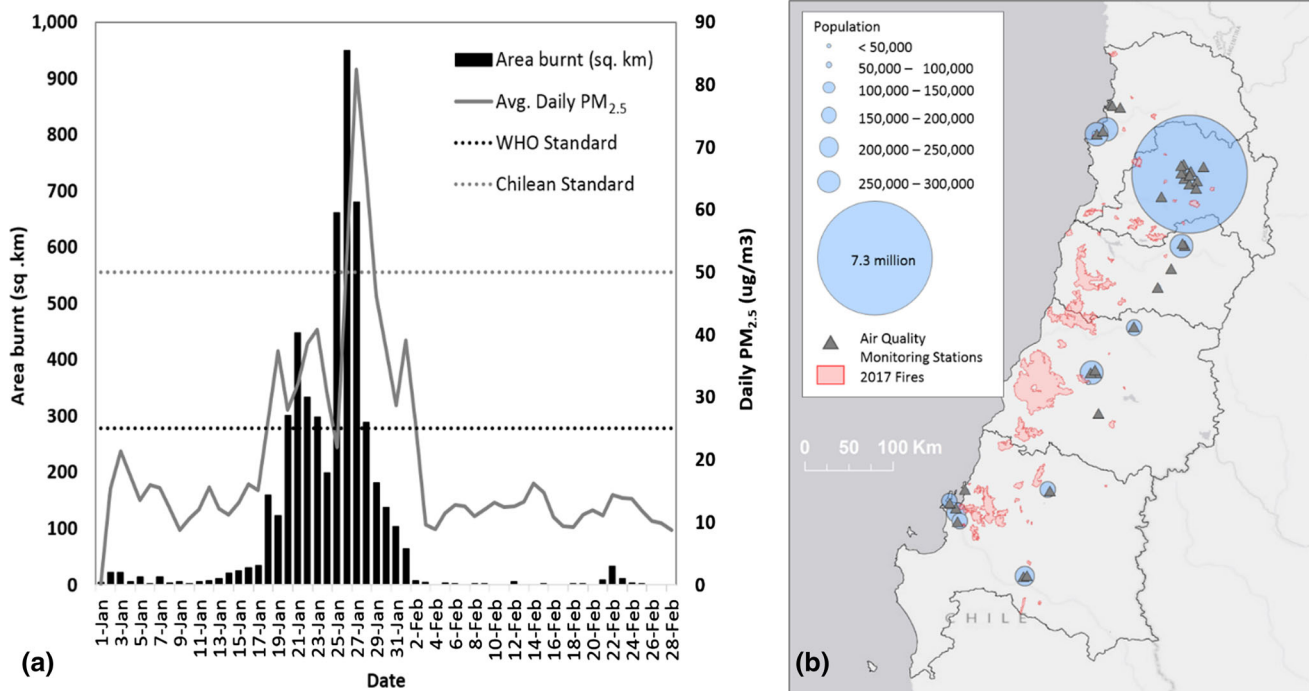 1,000
900
800
700
600
500
400
300
200
100
0
Area burnt (sq .km)
90
80
70
60
50
40
30
20
10
0
Daily PM2.5 (ug/m3)
Area burnt (sq. km)
Avg. Daily PM2.5
WHO Standard
Chilean Standard
1-Jan
3-Jan
5-Jan
7-Jan
9-Jan
11-Jan
13-Jan
15-Jan
17-Jan
19-Jan
21-Jan
23-Jan
25-Jan
27-Jan
29-Jan
31-Jan
2-Feb
4-Feb
6-Feb
8-Feb
10-Feb
12-Feb
14-Feb
16-Feb
18-Feb
20-Feb
22-Feb
24-Feb
26-Feb
28-Feb
Date
(a)
Population
< 50,000
50,000 – 100,000
100,000 – 150,000
150,000 – 200,000
200,000 – 250,000
250,000 – 300,000
7.3 million
Air Quality
Monitoring Stations
2017 Fires
0 50 100 Km
CHILE
(b)